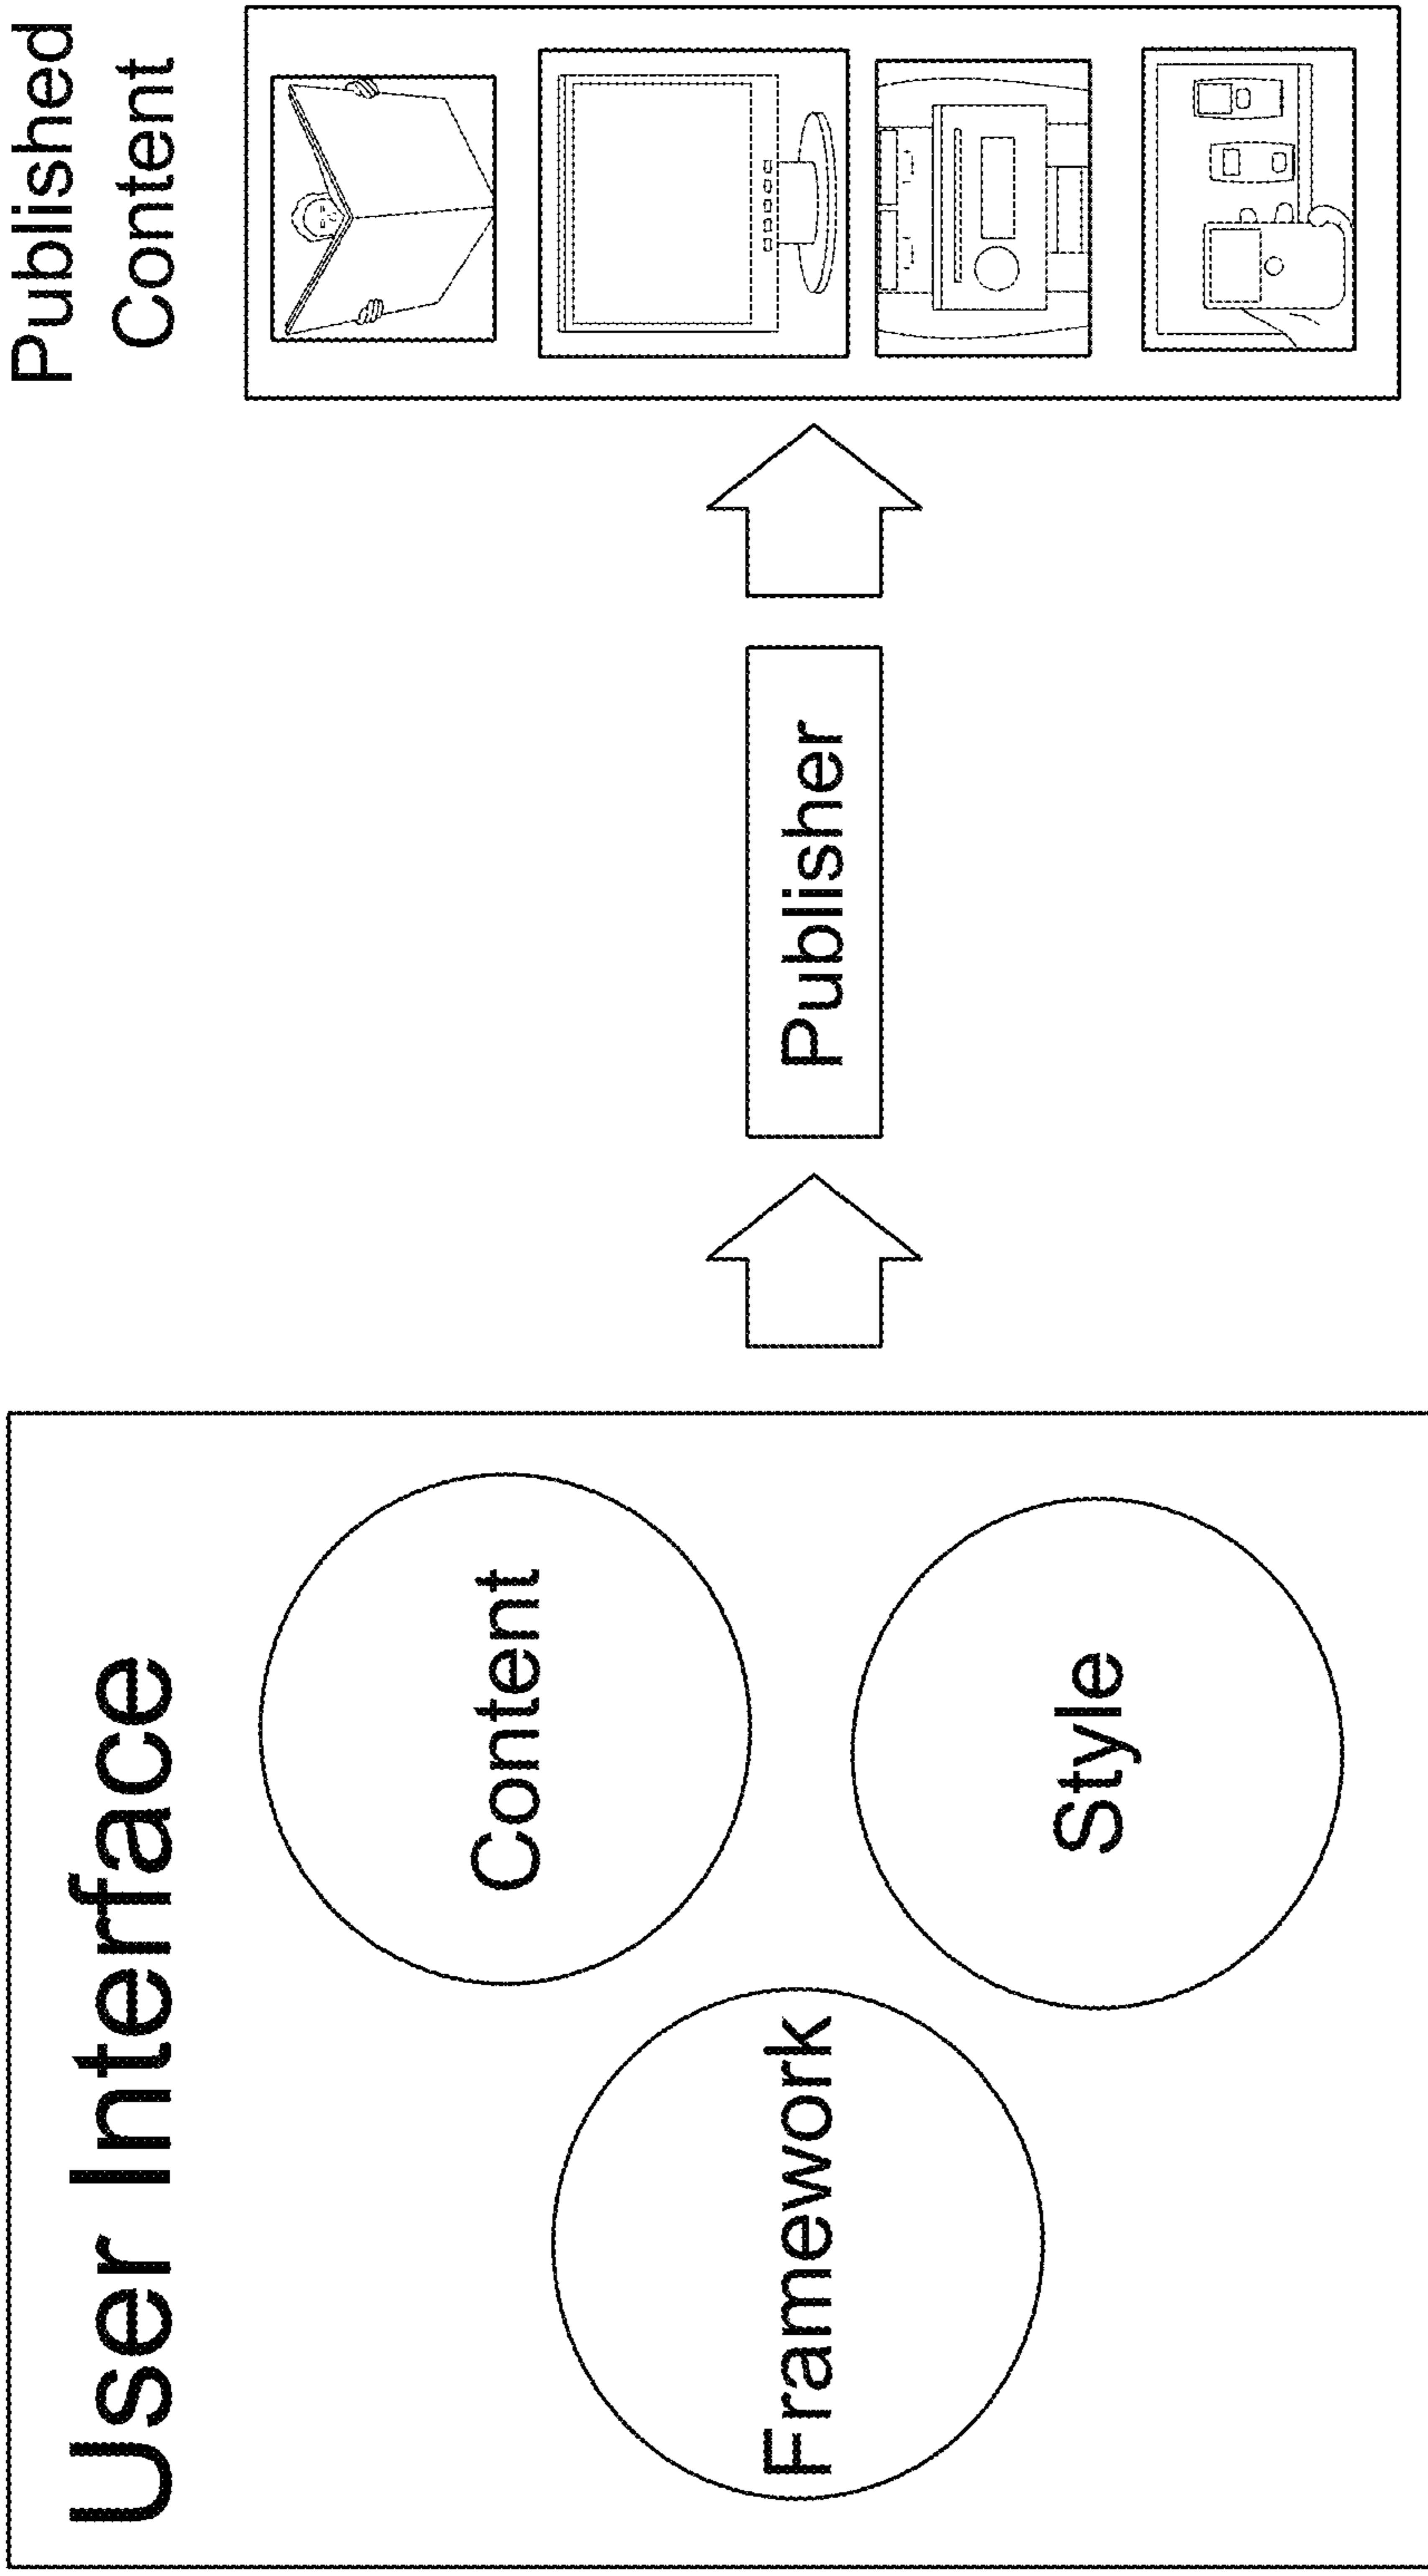 User Interface
Framework
Content
Style
Publisher
Published
Content